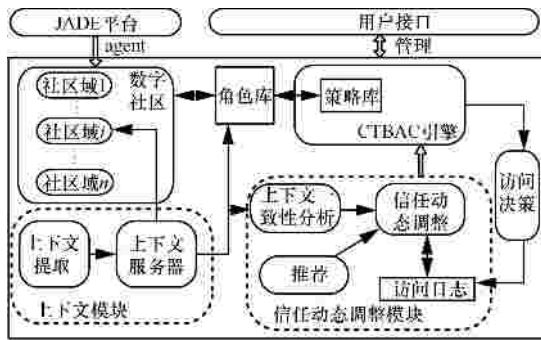 JADE平台
用户接口
agent
管理
社区域1
数字
社区
社区域i
社区域n
角色库
策略库
CTBAC引擎
访问
决策
上下文
提取
上下文
服务器
上下文模块
上下文一
致性分析
信任动
态调整
推荐
访问日志
信任动态调整模块